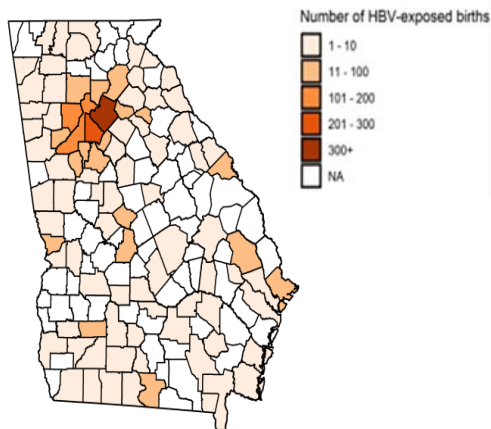 Number of HBV-exposed births
1 - 10
11 - 100
101 - 200
201 - 300
300+
NA